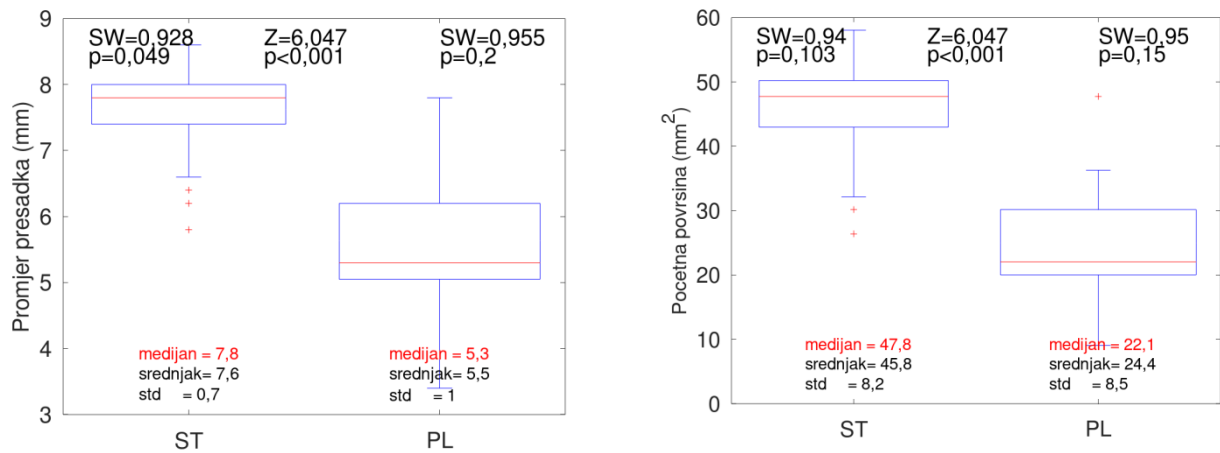 SW=0,928 Z=6,047 SW=0,955
p=0,049 p<0,001 p=0,2
Promjer presadka (mm)
9
8
7
6
5
4
3
medijan = 7,8 medijan = 5,3
srednjak= 7,6 srednjak= 5,5
std = 0,7 std = 1
ST PL
SW=0,94 Z=6,047 SW=0,95
p=0,103 p<0,001 p=0,15
Pocetna povrsina (mm²)
60
50
40
30
20
10
0
medijan = 47,8 medijan = 22,1
srednjak= 45,8 srednjak= 24,4
std = 8,2 std = 8,5
ST PL